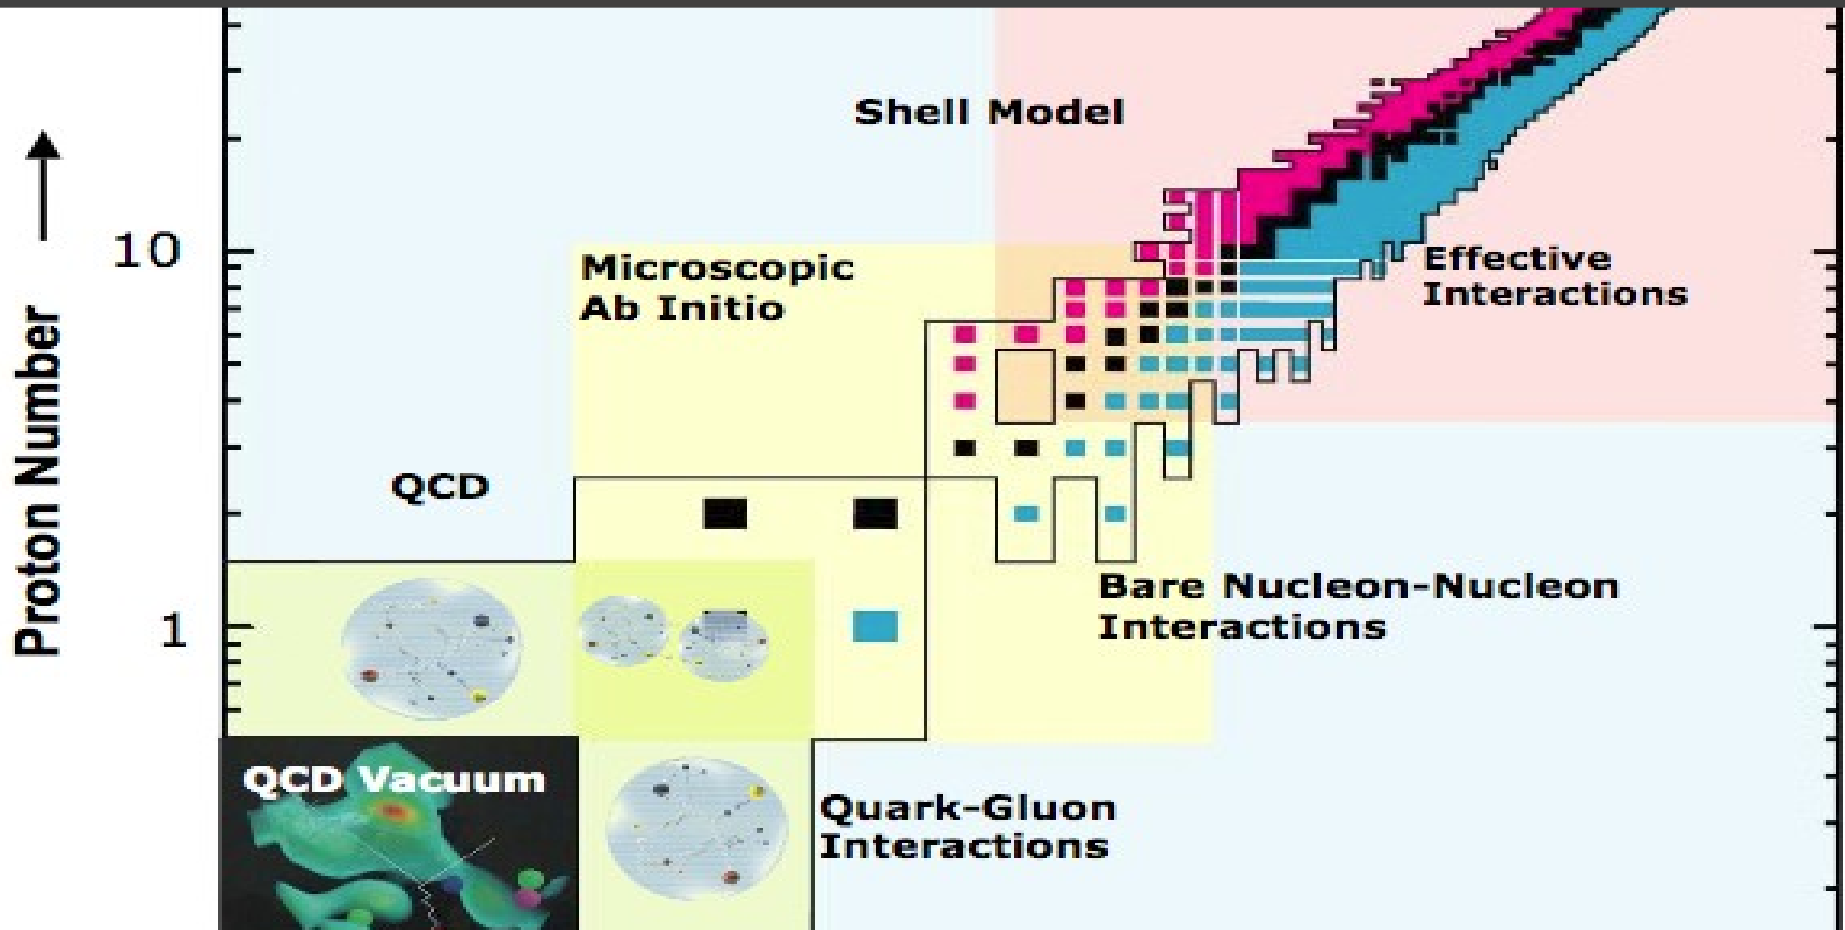 Shell Model
10
Microscopic
Ab Initio
Effective
Interactions
Proton Number
QCD
1
Bare Nucleon-Nucleon
Interactions
QCD Vacuum
Quark-Gluon
Interactions